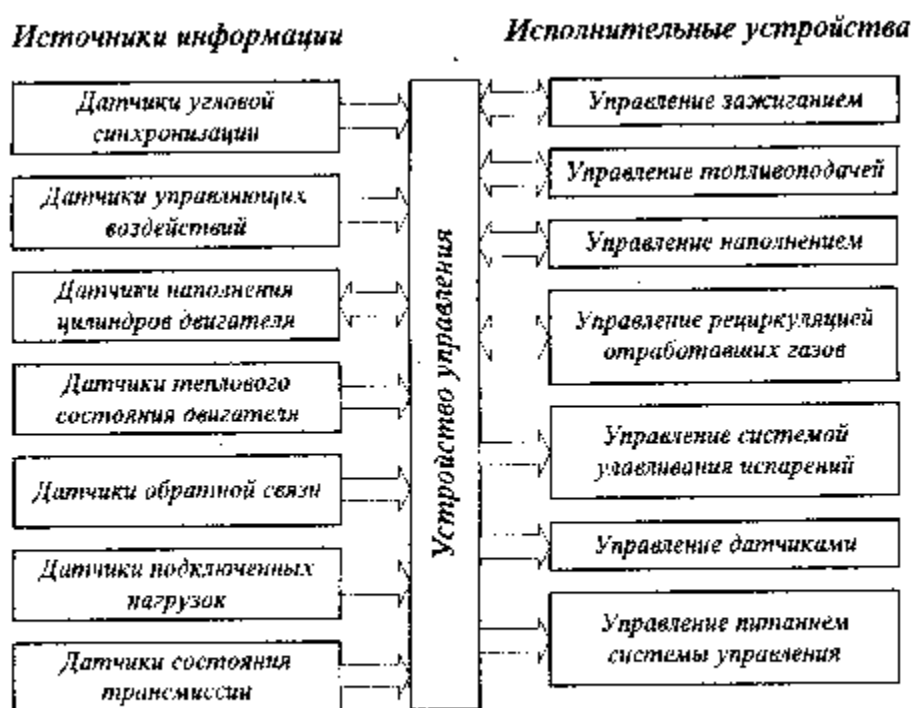 Источники информации
Датчики угловой
синхронизации
Датчики управляющих
воздействий
Датчики наполнения
цилиндров двигателя
Датчики теплового
состояния двигателя
Датчики обратной связи
Датчики подключенных
нагрузок
Датчики состояния
трансмиссии
Устройство управления
Исполнительные устройства
Управление зажиганием
Управление топливоподачей
Управление наполнением
Управление рециркуляцией
отработавших газов
Управление системой
улавливания испарений
Управление датчиками
Управление питанием
системы управления